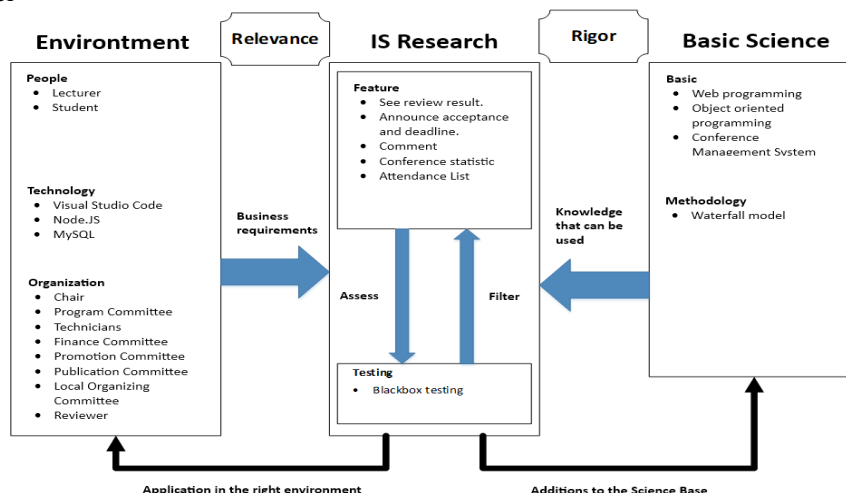 Environtment
Relevance
IS Research
Rigor
Basic Science
People
Lecturer
Student
Technology
Visual Studio Code
Node.JS
MySQL
Organization
Chair
Program Committee
Technicians
Finance Committee
Promotion Committee
Publication Committee
Local Organizing
Committee
Reviewer
Business
requirements
Feature
See review result.
Announce acceptance
and deadline.
Comment
Conference statistic
Attendance List
Assess
Filter
Testing
Blackbox testing
Knowledge
that can be
used
Basic
Web programming
Object oriented
programming
Conference
Management System
Methodology
Waterfall model
Application in the right environment
Additions to the Science Base